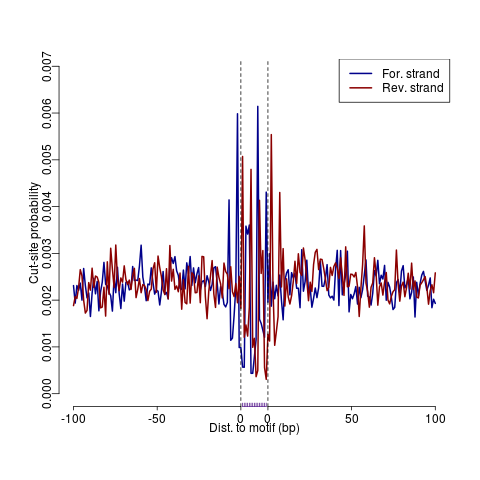 0.007
0.006
0.005
0.004
0.003
0.002
0.001
0.000
Cut-site probability
For. strand
Rev. strand
-100 -50 0 0 50 100
Dist. to motif (bp)